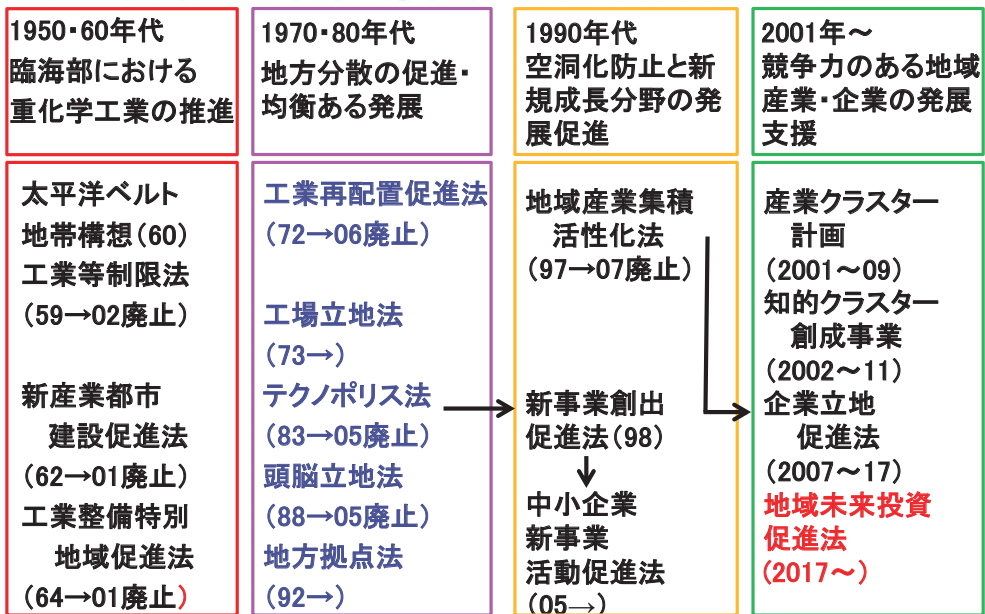 1950・60年代
臨海部における
重化学工業の推進
1970・80年代
地方分散の促進・
均衡ある発展
1990年代
空洞化防止と新
規成長分野の発
展促進
2001年～
競争力のある地域
産業・企業の発展
支援
太平洋ベルト
地帯構想(60)
工業等制限法
(59→02廃止)
新産業都市
建設促進法
(62→01廃止)
工業整備特別
地域促進法
(64→01廃止)
工業再配置促進法
(72→06廃止)
工場立地法
(73→)
テクノポリス法
(83→05廃止)
頭脳立地法
(88→05廃止)
地方拠点法
(92→)
地域産業集積
活性化法
(97→07廃止)
新事業創出
促進法(98)
中小企業
新事業
活動促進法
(05→)
産業クラスター
計画
(2001～09)
知的クラスター
創成事業
(2002～11)
企業立地
促進法
(2007～17)
地域未来投資
促進法
(2017～)